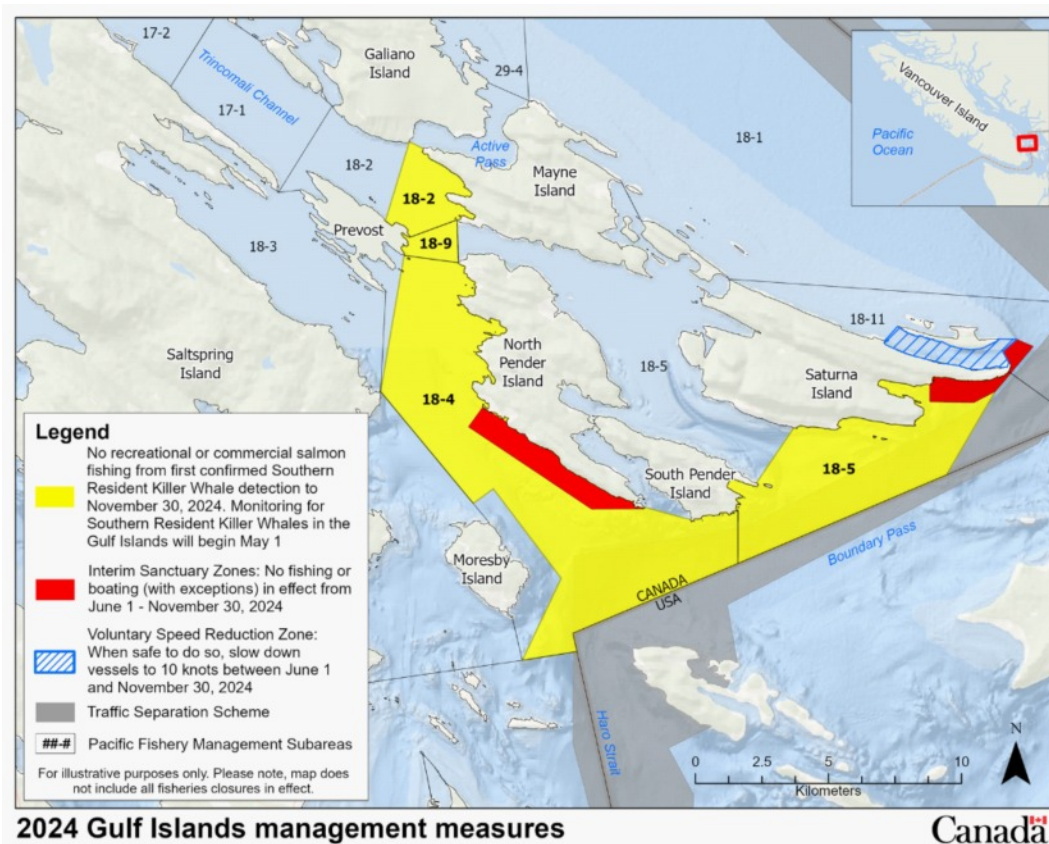 17-2
Galiano
Island
29-4
Trincomali Channel
17-1
Active
Pass
18-1
Vancouver Island
Pacific
Ocean
18-2
18-2
Mayne
Island
Prevost
18-3
18-9
Saltspring
Island
North
Pender
Island
18-5
18-11
Saturna
Island
18-4
South Pender
Island
18-5
Moresby
Island
Boundary Pass
CANADA
USA
Haro Strait
Legend
No recreational or commercial salmon
fishing from first confirmed Southern
Resident Killer Whale detection to
November 30, 2024. Monitoring for
Southern Resident Killer Whales in the
Gulf Islands will begin May 1
Interim Sanctuary Zones: No fishing or
boating (with exceptions) in effect from
June 1 - November 30, 2024
Voluntary Speed Reduction Zone:
When safe to do so, slow down
vessels to 10 knots between June 1
and November 30, 2024
Traffic Separation Scheme
##-# Pacific Fishery Management Subareas
For illustrative purposes only. Please note, map does
not include all fisheries closures in effect.
N
0 5 10
Kilometers
2024 Gulf Islands management measures
Canada